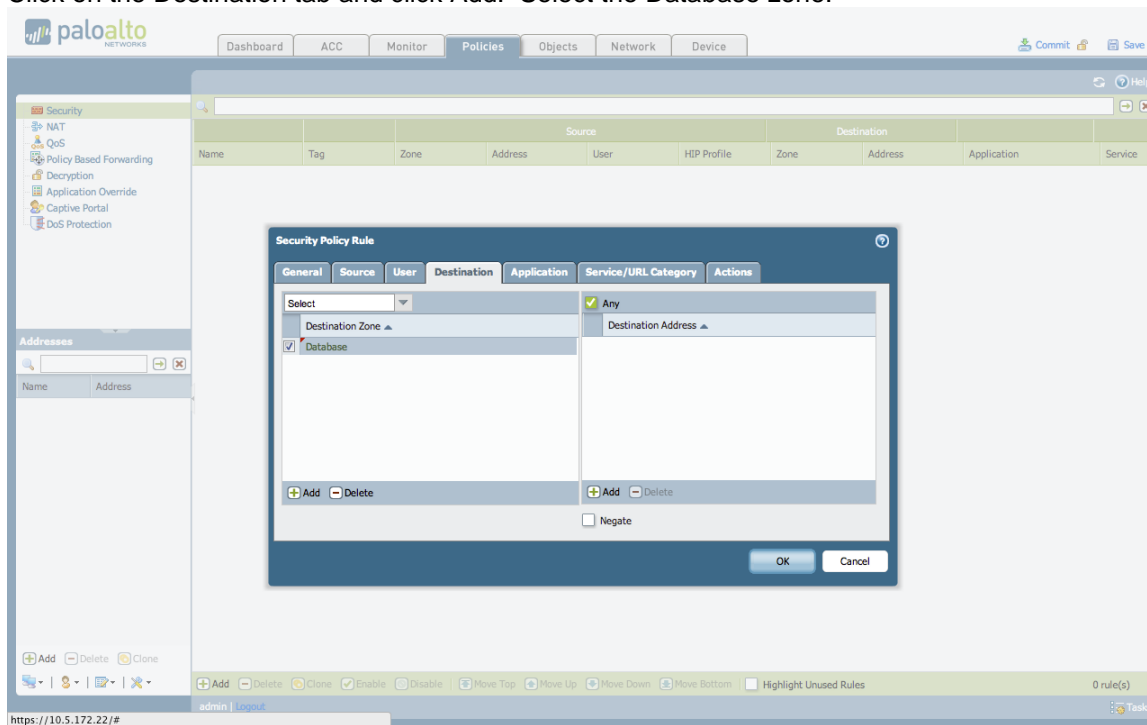 Click on the Destination tab and click Add. Select the Database zone.
paloalto
NETWORKS
Dashboard ACC Monitor Policies Objects Network Device
Commit Save
Help
Security
NAT
QoS
Policy Based Forwarding
Decryption
Application Override
Captive Portal
DoS Protection
Source Destination
Name Tag Zone Address User HIP Profile Zone Address Application Service
Security Policy Rule
General Source User Destination Application Service/URL Category Actions
Select Any
Destination Zone Destination Address
Database
Add Delete Add Delete
Negate
OK Cancel
Addresses
Name Address
Add Delete Clone
Add Delete Clone Enable Disable Move Top Move Up Move Down Move Bottom Highlight Unused Rules 0 rule(s)
admin | Logout
https://10.5.172.22/#